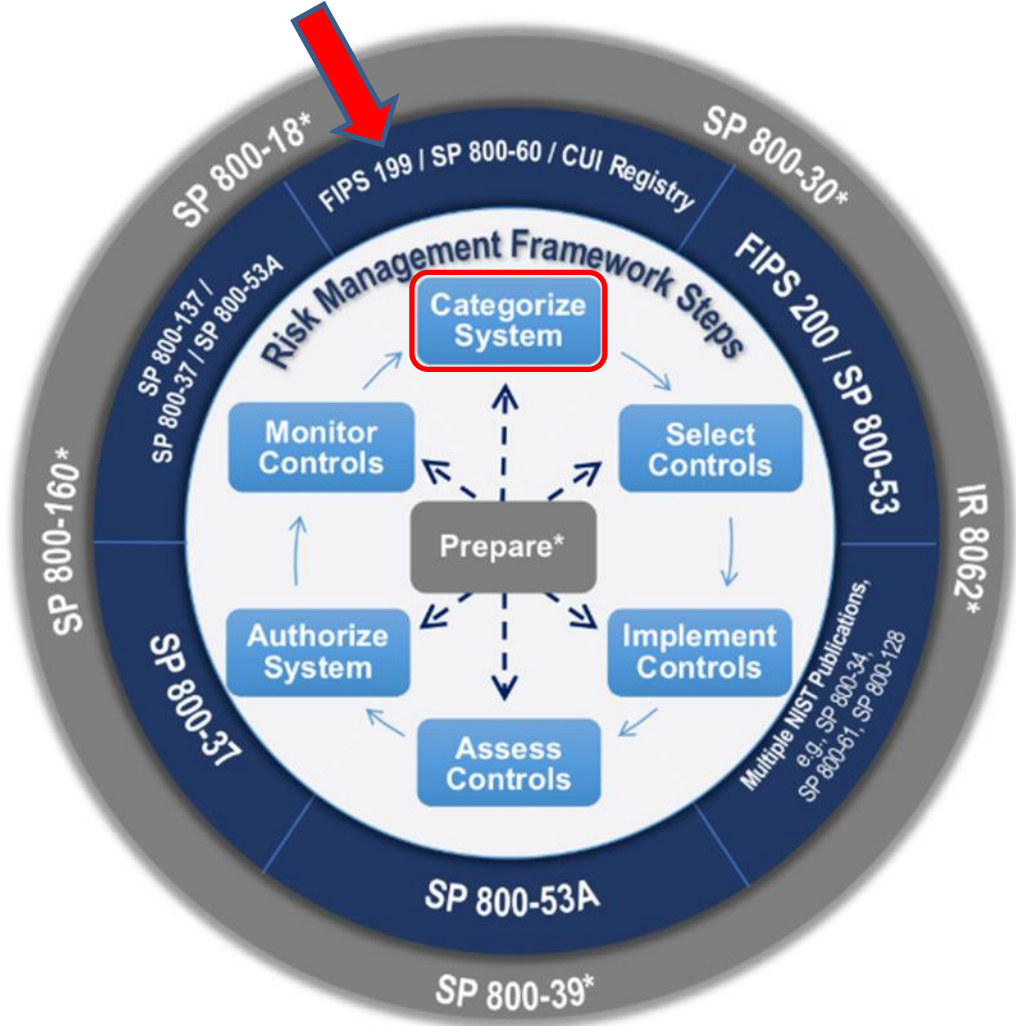 SP 800-18*
SP 800-30*
IR 8062*
SP 800-39*
SP 800-160*
FIPS 199 / SP 800-60 / CUI Registry
FIPS 200 / SP 800-53
Multiple NIST Publications,
e.g., SP 800-34,
SP 800-61, SP 800-128
SP 800-53A
SP 800-37
SP 800-137 /
SP 800-37 / SP 800-53A
Risk Management Framework Steps
Categorize
System
Select
Controls
Implement
Controls
Assess
Controls
Authorize
System
Monitor
Controls
Prepare*